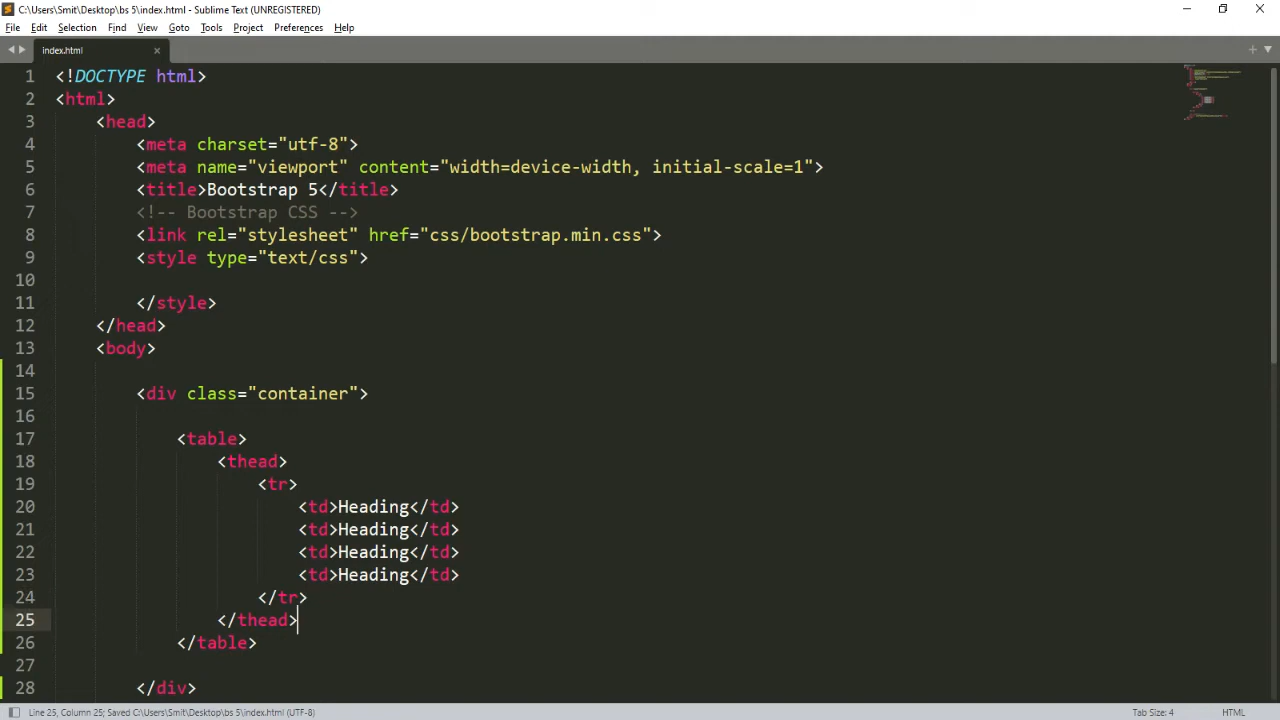 C:\Users\Smit\Desktop\bs 5\index.html - Sublime Text (UNREGISTERED)
File Edit Selection Find View Goto Tools Project Preferences Help
index.html
1 <!DOCTYPE html>
2 <html>
3 <head>
4 <meta charset="utf-8">
5 <meta name="viewport" content="width=device-width, initial-scale=1">
6 <title>Bootstrap 5</title>
7 <!-- Bootstrap CSS -->
8 <link rel="stylesheet" href="css/bootstrap.min.css">
9 <style type="text/css">
10
11 </style>
12 </head>
13 <body>
14
15 <div class="container">
16
17 <table>
18 <thead>
19 <tr>
20 <td>Heading</td>
21 <td>Heading</td>
22 <td>Heading</td>
23 <td>Heading</td>
24 </tr>
25 </thead>
26 </table>
27
28 </div>
Line 25, Column 25; Saved C:\Users\Smit\Desktop\bs 5\index.html (UTF-8) Tab Size: 4 HTML